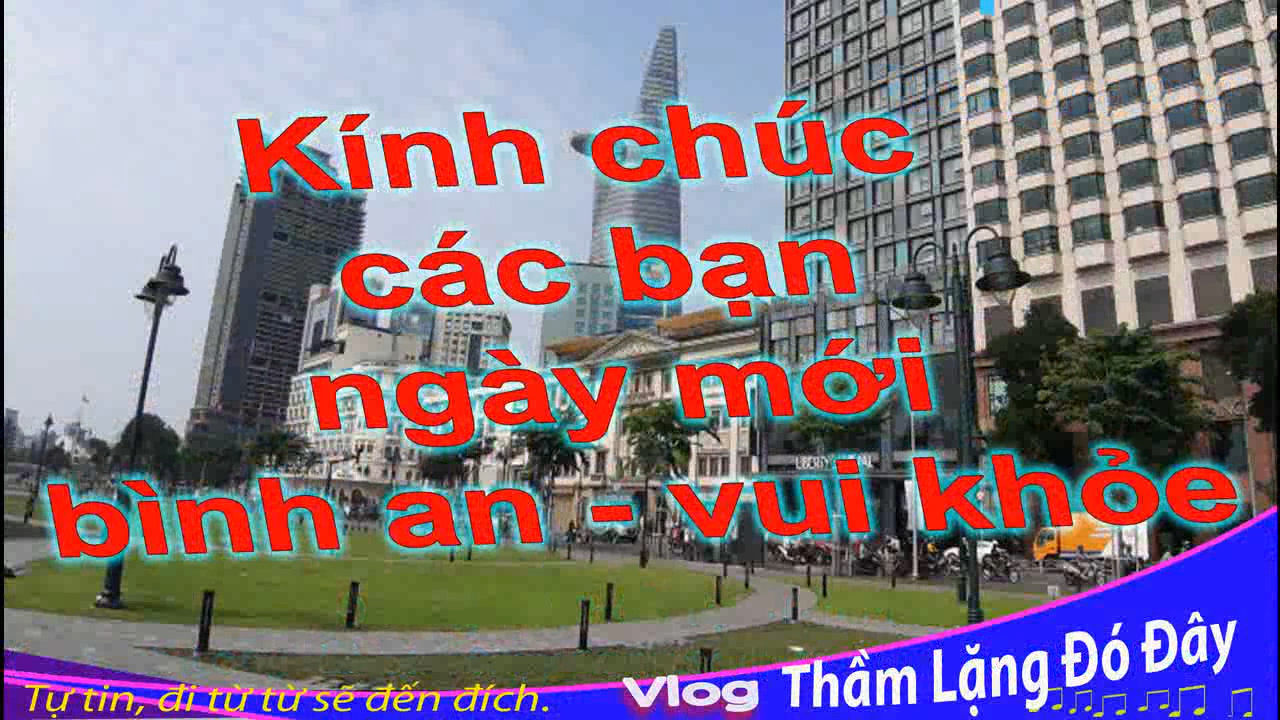 Kính chúc
các bạn
ngày mới
bình an - vui khỏe
LIBERTY
Tự tin, đi từ từ sẽ đến đích.
Vlog Thầm Lặng Đó Đây